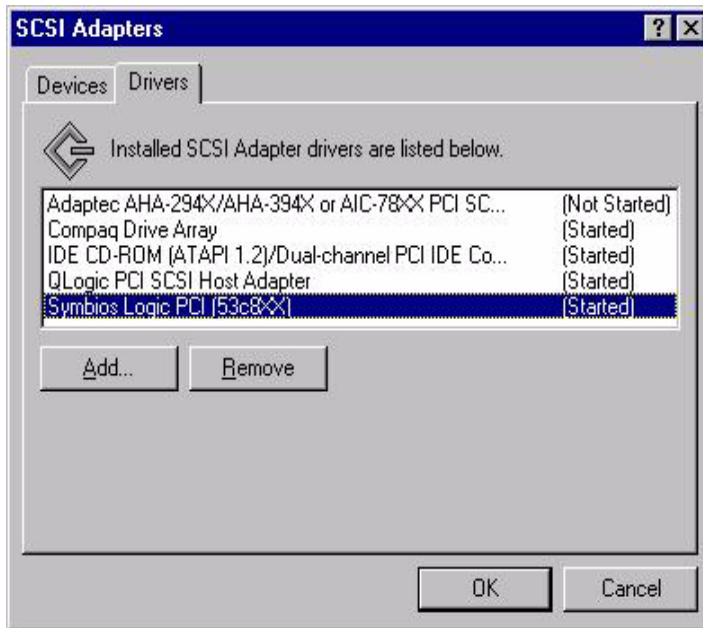 SCSI Adapters
Devices Drivers
Installed SCSI Adapter drivers are listed below.
Adaptec AHA-294X/AHA-394X or AIC-78XX PCI SC... (Not Started)
Compaq Drive Array (Started)
IDE CD-ROM (ATAPI 1.2)/Dual-channel PCI IDE Co... (Started)
QLogic PCI SCSI Host Adapter (Started)
Symbios Logic PCI (53c8XX) (Started)
Add... Remove
OK Cancel